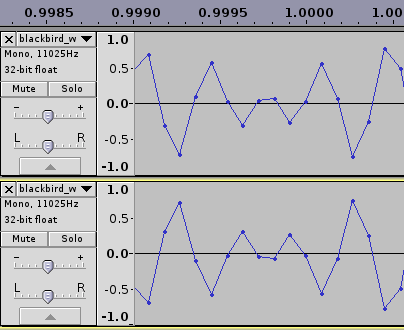 0.9985 0.9990 0.9995 1.0000 1.00
blackbird_w
Mono, 11025Hz
32-bit float
Mute Solo
- +
L R
1.0
0.5
0.0
-0.5
-1.0
blackbird_w
Mono, 11025Hz
32-bit float
Mute Solo
- +
L R
1.0
0.5
0.0
-0.5
-1.0